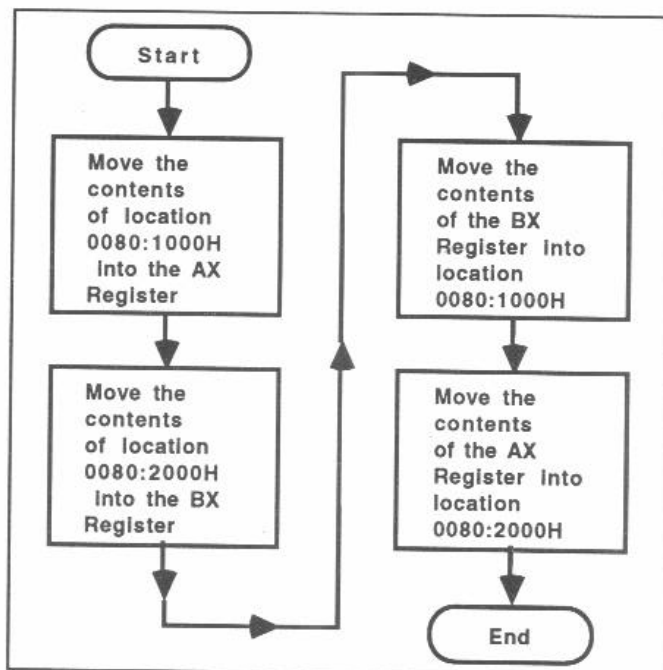 Start
Move the
contents
of location
0080:1000H
into the AX
Register
Move the
contents
of location
0080:2000H
into the BX
Register
Move the
contents
of the BX
Register into
location
0080:1000H
Move the
contents
of the AX
Register into
location
0080:2000H
End